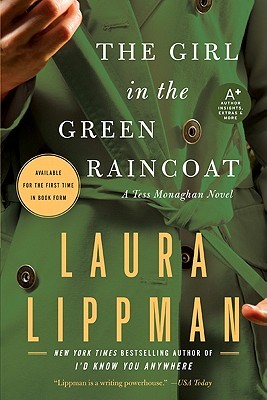 THE GIRL
in the
GREEN
RAINCOAT
A Tess Monaghan Novel
A+
AUTHOR
INSIGHTS,
EXTRAS &
MORE
AVAILABLE
FOR THE FIRST TIME
IN BOOK FORM
LAURA
LIPPMAN
NEW YORK TIMES BESTSELLING AUTHOR OF
I'D KNOW YOU ANYWHERE
"Lippman is a writing powerhouse." —USA Today